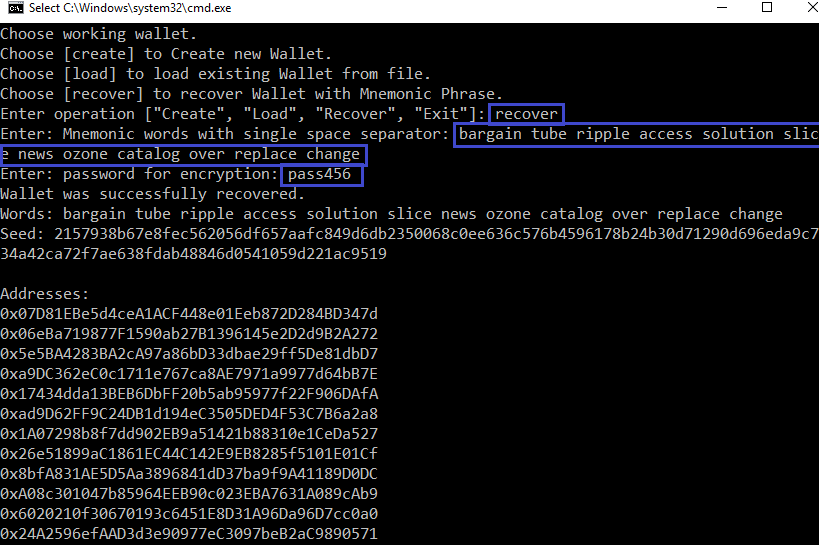 Select C:\Windows\system32\cmd.exe
Choose working wallet.
Choose [create] to Create new Wallet.
Choose [load] to load existing Wallet from file.
Choose [recover] to recover Wallet with Mnemonic Phrase.
Enter operation ["Create", "Load", "Recover", "Exit"]: recover
Enter: Mnemonic words with single space separator: bargain tube ripple access solution slic
e news ozone catalog over replace change
Enter: password for encryption: pass456
Wallet was successfully recovered.
Words: bargain tube ripple access solution slice news ozone catalog over replace change
Seed: 2157938b67e8fec562056df657aafc849d6db2350068c0ee636c576b4596178b24b30d71290d696eda9c7
34a42ca72f7ae638fdab48846d0541059d221ac9519
Addresses:
0x07D81EBe5d4ceA1ACF448e01Eeb872D284BD347d
0x06eBa719877F1590ab27B1396145e2D2d9B2A272
0x5e5BA4283BA2cA97a86bD33dbae29ff5De81dbD7
0xa9DC362eC0c1711e767ca8AE7971a9977d64bB7E
0x17434dda13BEB6DbFF20b5ab95977f22F906DAfA
0xad9D62FF9C24DB1d194eC3505DED4F53C7B6a2a8
0x1A07298b8f7dd902EB9a51421b88310e1CeDa527
0x26e51899aC1861EC44C142E9EB8285f5101E01Cf
0x8bfA831AE5D5Aa3896841dD37ba9f9A41189D0DC
0xA08c301047b85964EEB90c023EBA7631A089cAb9
0x6020210f30670193c6451E8D31A96Da96D7cc0a0
0x24A2596efAAD3d3e90977eC3097beB2aC9890571